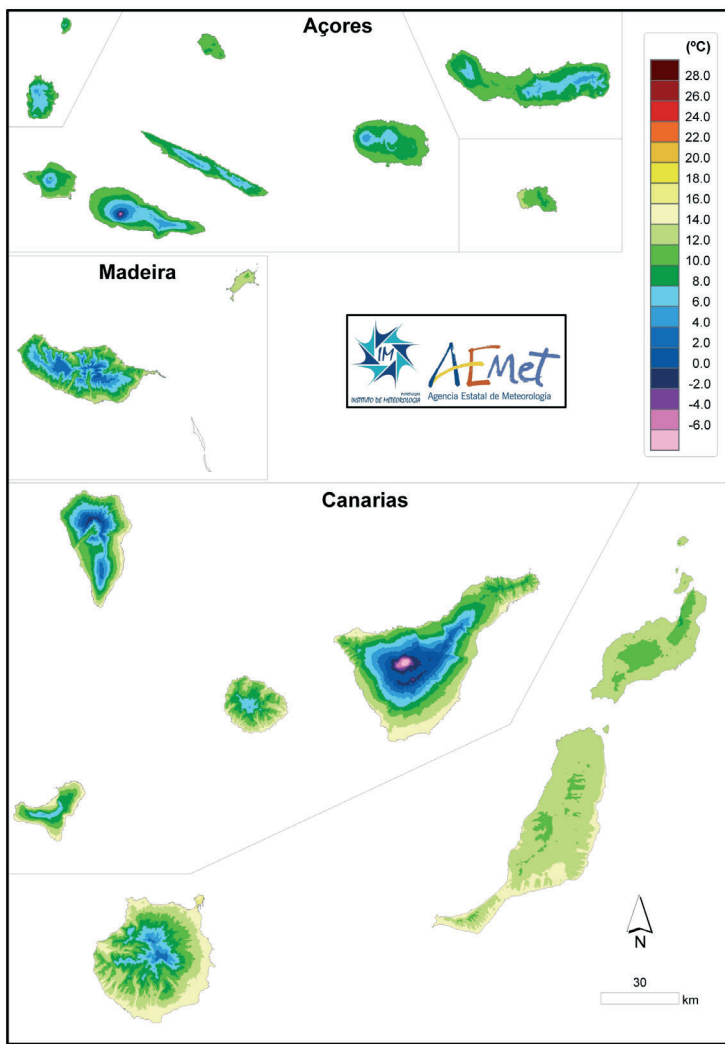 Açores
(ºC)
28.0
26.0
24.0
22.0
20.0
18.0
16.0
14.0
12.0
10.0
8.0
6.0
4.0
2.0
0.0
-2.0
-4.0
-6.0
Madeira
IM
PORTUGAL
INSTITUTO DE METEOROLOGIA
AEMet
Agencia Estatal de Meteorología
Canarias
N
30
km